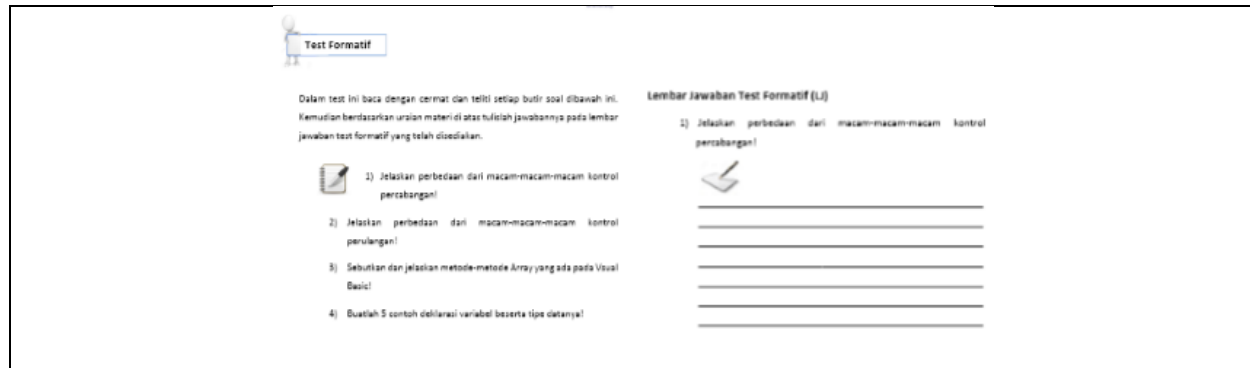 Test Formatif
Dalam test ini baca dengan cermat dan teliti setiap butir soal dibawah ini.
Kemudian berdasarkan uraian materi di atas tulislah jawabannya pada lembar
jawaban test formatif yang telah disediakan.
1) Jelaskan perbedaan dari macam-macam-macam kontrol
percabangan!
2) Jelaskan perbedaan dari macam-macam-macam kontrol
perulangan!
3) Sebutkan dan jelaskan metode-metode Array yang ada pada Visual
Basic!
4) Buatlah 5 contoh deklarasi variabel beserta tipe datanya!
Lembar Jawaban Test Formatif (LJ)
1) Jelaskan perbedaan dari macam-macam-macam kontrol
percabangan!